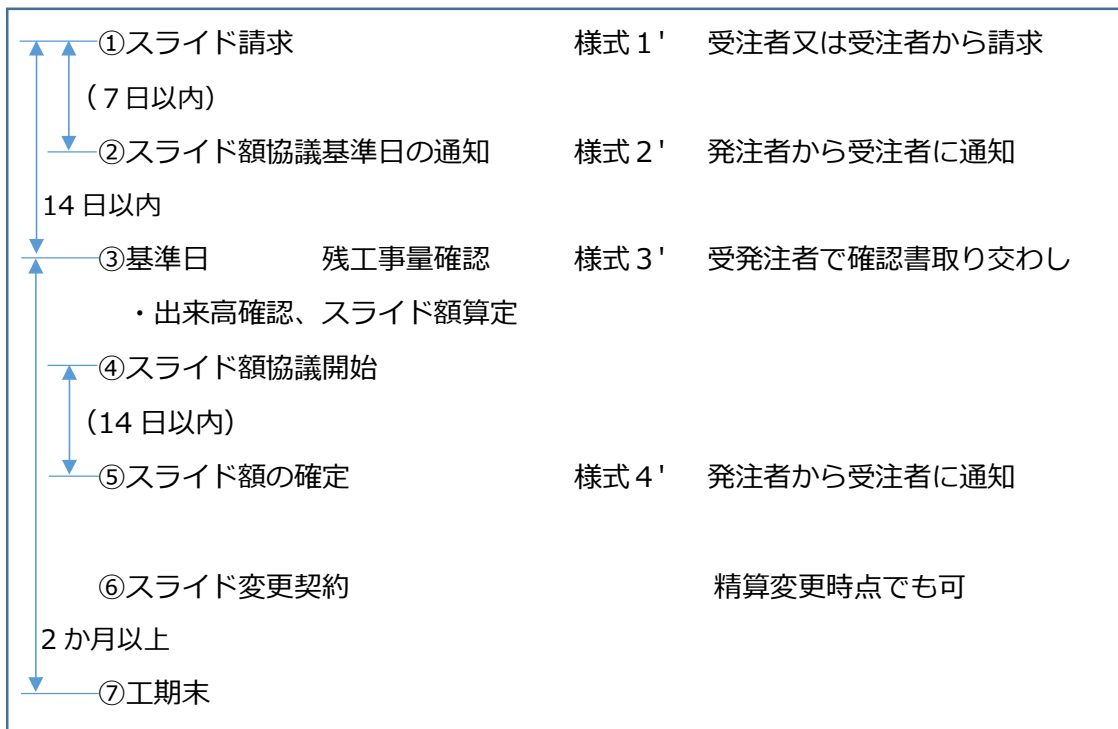 ①スライド請求 様式1' 受注者又は受注者から請求
(7日以内)
②スライド額協議基準日の通知 様式2' 発注者から受注者に通知
14日以内
③基準日 残工事量確認 様式3' 受発注者で確認書取り交わし
・出来高確認、スライド額算定
④スライド額協議開始
(14日以内)
⑤スライド額の確定 様式4' 発注者から受注者に通知
⑥スライド変更契約 精算変更時点でも可
2か月以上
⑦工期末